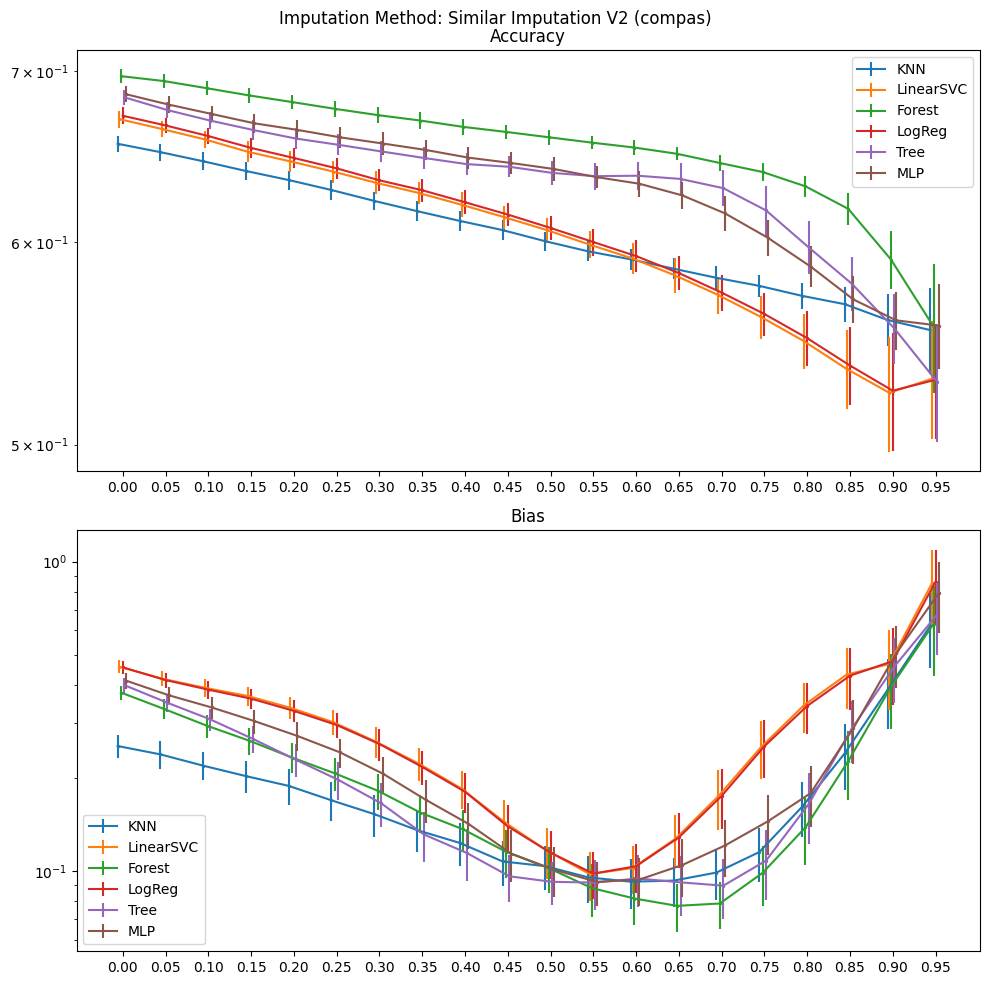 Imputation Method: Similar Imputation V2 (compas)
Accuracy
7 × 10⁻¹
6 × 10⁻¹
5 × 10⁻¹
KNN
LinearSVC
Forest
LogReg
Tree
MLP
0.00 0.05 0.10 0.15 0.20 0.25 0.30 0.35 0.40 0.45 0.50 0.55 0.60 0.65 0.70 0.75 0.80 0.85 0.90 0.95
Bias
10⁰
10⁻¹
KNN
LinearSVC
Forest
LogReg
Tree
MLP
0.00 0.05 0.10 0.15 0.20 0.25 0.30 0.35 0.40 0.45 0.50 0.55 0.60 0.65 0.70 0.75 0.80 0.85 0.90 0.95